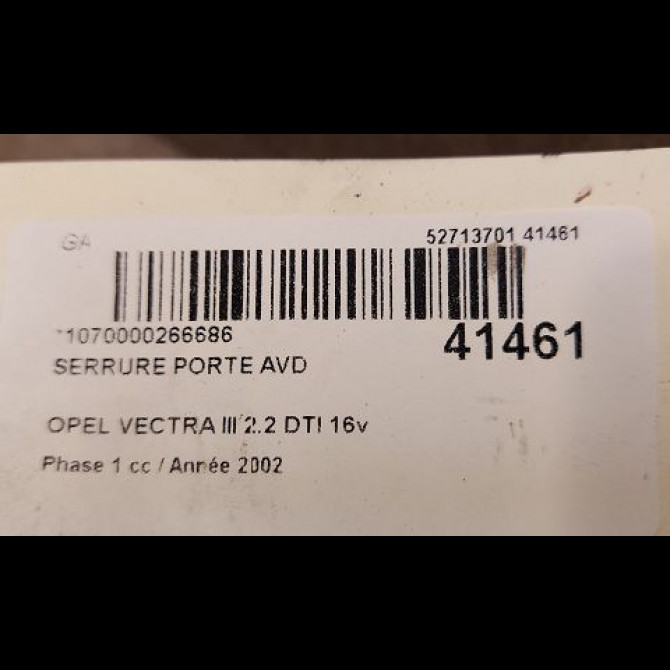 GA 52713701 41461
*1070000266686 41461
SERRURE PORTE AVD
OPEL VECTRA III 2.2 DTI 16v
Phase 1 cc / Année 2002